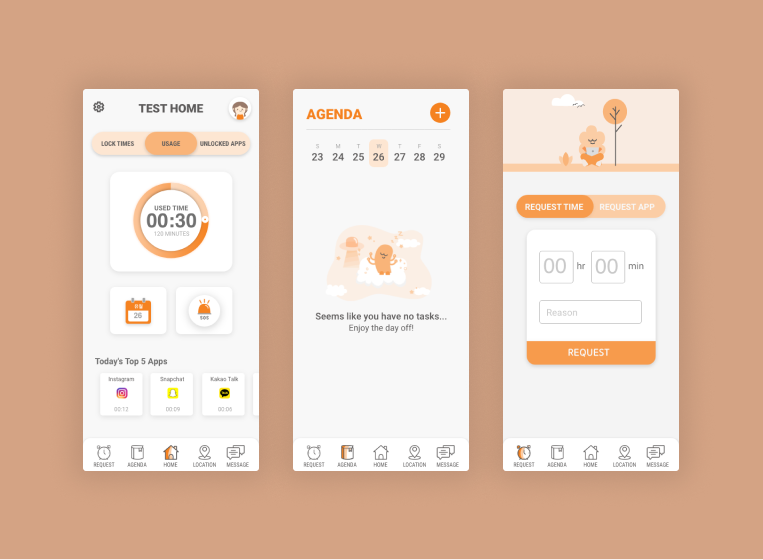 TEST HOME
LOCK TIMES
USAGE
UNLOCKED APPS
USED TIME
00:30
120 MINUTES
26
SOS
Today's Top 5 Apps
Instagram
Snapchat
Kakao Talk
00:13
00:09
00:08
REQUEST
AGENDA
HOME
LOCATION
MESSAGE
AGENDA
S M T W T F S
23 24 25 26 27 28 29
Seems like you have no tasks...
Enjoy the day off!
REQUEST
AGENDA
HOME
LOCATION
MESSAGE
REQUEST TIME
REQUEST APP
00 hr 00 min
Reason
REQUEST
REQUEST
AGENDA
HOME
LOCATION
MESSAGE